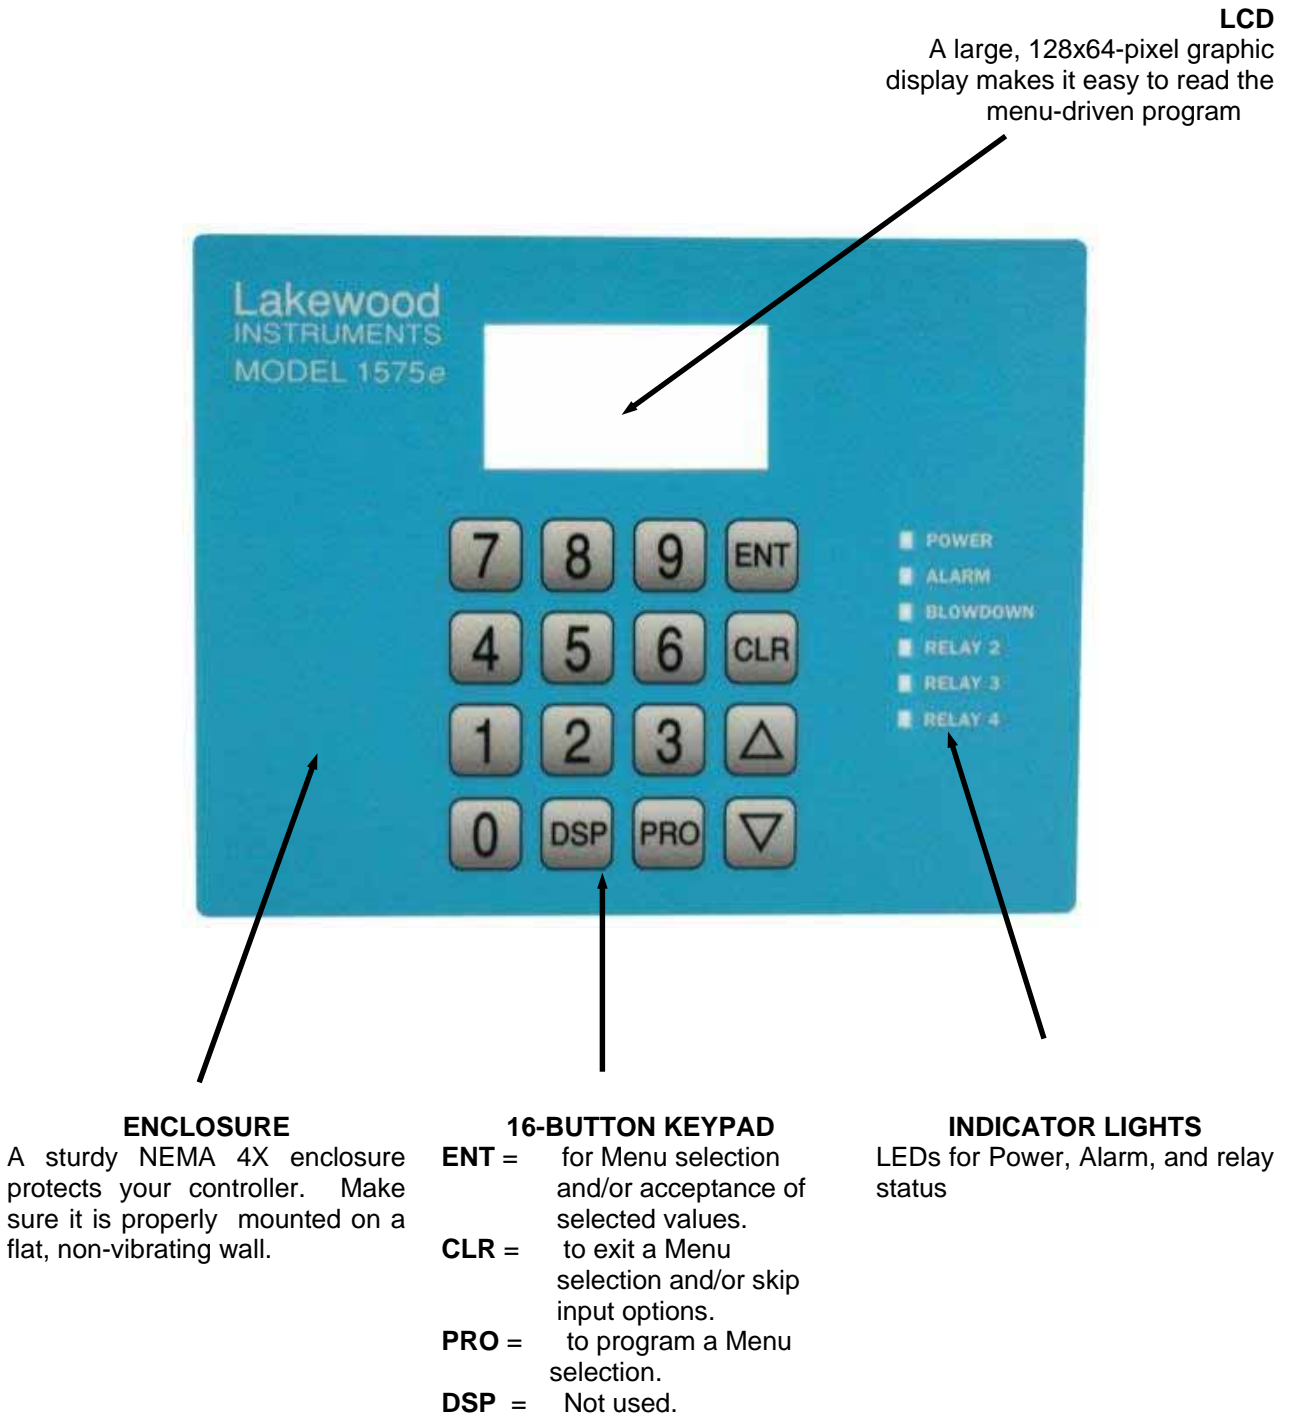 LCD
A large, 128x64-pixel graphic
display makes it easy to read the
menu-driven program
Lakewood
INSTRUMENTS
MODEL 1575e
7 8 9 ENT
4 5 6 CLR
1 2 3 △
0 DSP PRO ▽
POWER
ALARM
BLOWDOWN
RELAY 2
RELAY 3
RELAY 4
ENCLOSURE
A sturdy NEMA 4X enclosure
protects your controller. Make
sure it is properly mounted on a
flat, non-vibrating wall.
16-BUTTON KEYPAD
ENT = for Menu selection
and/or acceptance of
selected values.
CLR = to exit a Menu
selection and/or skip
input options.
PRO = to program a Menu
selection.
DSP = Not used.
INDICATOR LIGHTS
LEDs for Power, Alarm, and relay
status